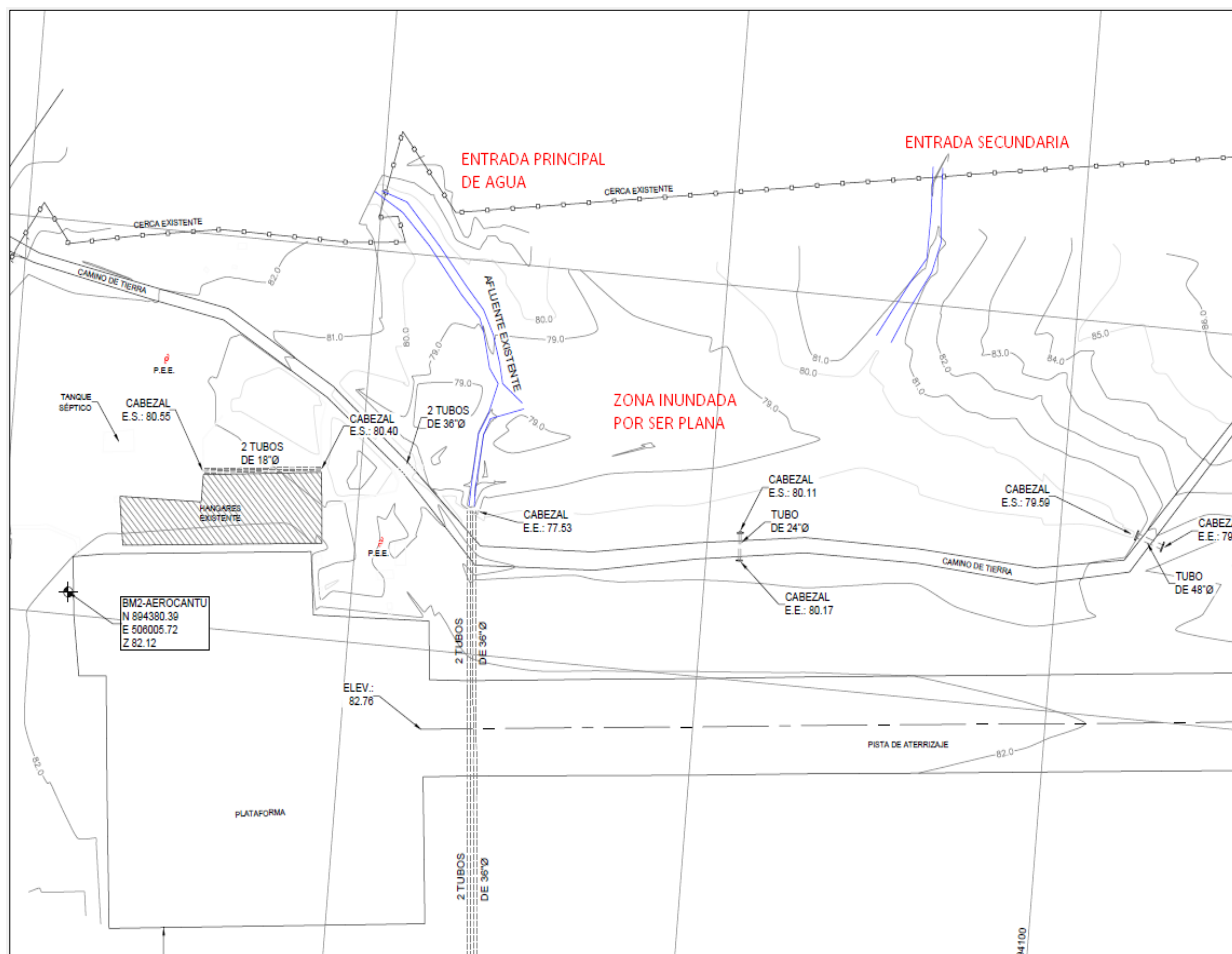 ENTRADA PRINCIPAL
DE AGUA
ENTRADA SECUNDARIA
CERCA EXISTENTE
CERCA EXISTENTE
CAMINO DE TIERRA
82.0
81.0
80.0
79.0
AFLUENTE EXISTENTE
80.0
79.0
79.0
79.0
ZONA INUNDADA
POR SER PLANA
79.0
81.0
80.0
82.0
81.0
83.0
84.0
85.0
86.0
P.E.E.
TANQUE
SÉPTICO
CABEZAL
E.S.: 80.55
2 TUBOS
DE 18"Ø
CABEZAL
E.S.: 80.40
2 TUBOS
DE 36"Ø
HANGARES
EXISTENTE
P.E.E.
CABEZAL
E.E.: 77.53
CABEZAL
E.S.: 80.11
TUBO
DE 24"Ø
CABEZAL
E.E.: 80.17
CABEZAL
E.S.: 79.59
CAMINO DE TIERRA
CABEZA
E.E.: 79
TUBO
DE 48"Ø
BM2-AEROCANTU
N 894380.39
E 506005.72
Z 82.12
2 TUBOS
DE 36"Ø
ELEV.:
82.76
PISTA DE ATERRIZAJE
82.0
82.0
PLATAFORMA
2 TUBOS
DE 36"Ø
4100